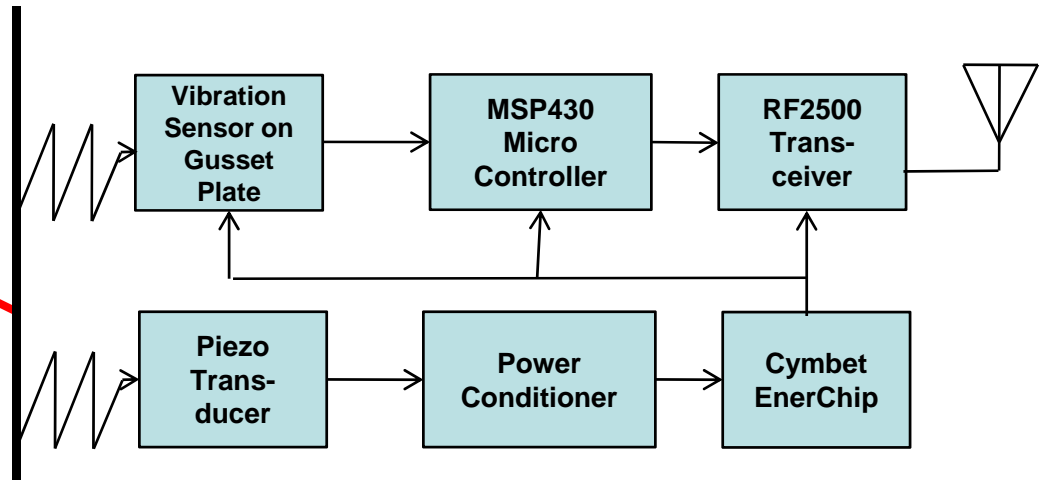 Vibration
Sensor on
Gusset
Plate
MSP430
Micro
Controller
RF2500
Trans-
ceiver
Piezo
Trans-
ducer
Power
Conditioner
Cymbet
EnerChip